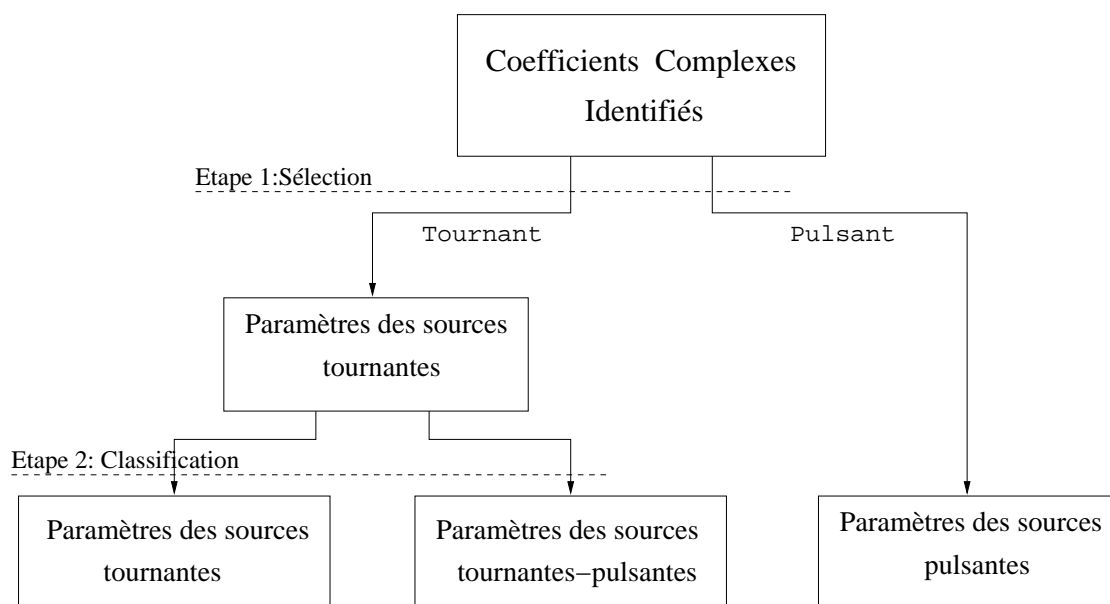 Coefficients Complexes
Identifiés
Etape 1:Sélection
Tournant
Pulsant
Paramètres des sources
tournantes
Etape 2: Classification
Paramètres des sources
tournantes
Paramètres des sources
tournantes−pulsantes
Paramètres des sources
pulsantes